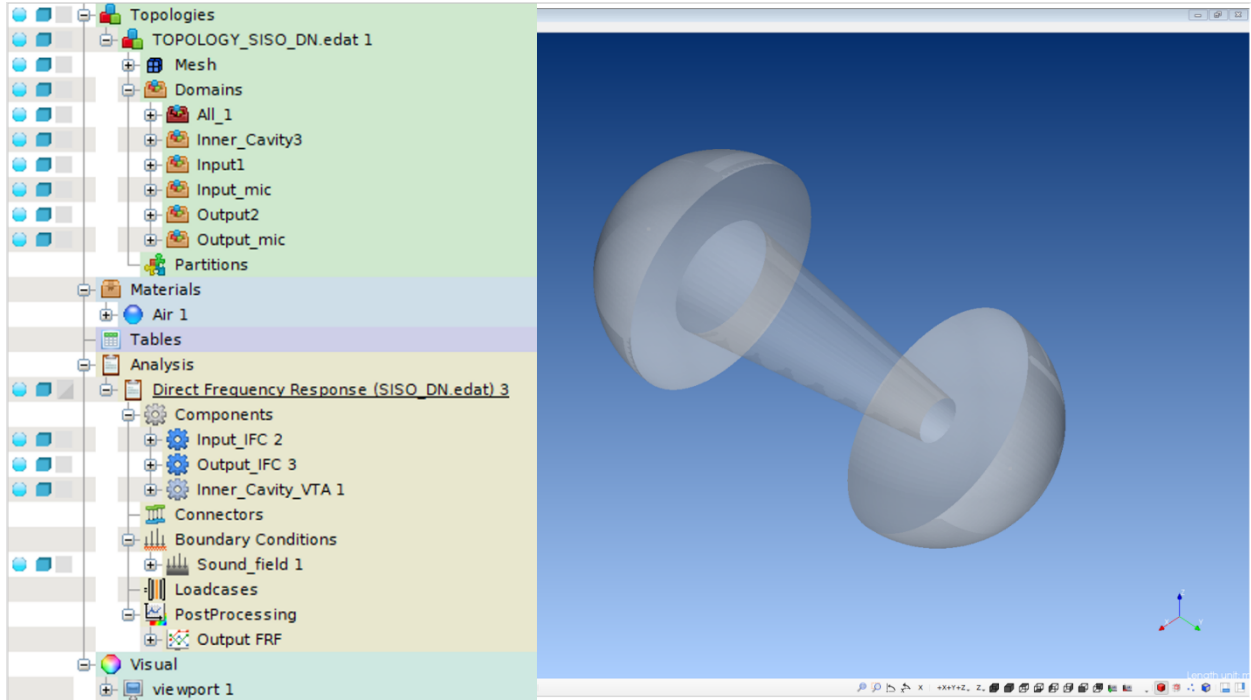 Topologies
TOPOLOGY_SISO_DN.edat 1
Mesh
Domains
All_1
Inner_Cavity3
Input1
Input_mic
Output2
Output_mic
Partitions
Materials
Air 1
Tables
Analysis
Direct Frequency Response (SISO_DN.edat) 3
Components
Input_IFC 2
Output_IFC 3
Inner_Cavity_VTA 1
Connectors
Boundary Conditions
Sound_field 1
Loadcases
PostProcessing
Output FRF
Visual
viewport 1
Length unit m